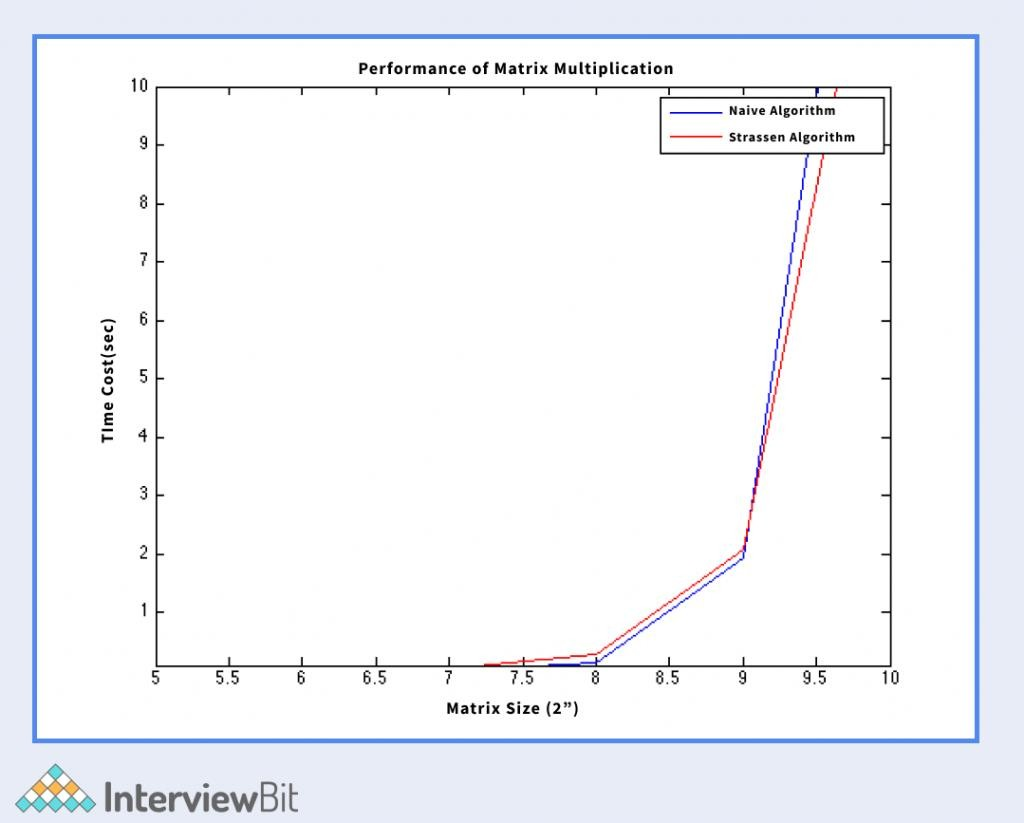 Performance of Matrix Multiplication
10
9
8
7
6
5
4
3
2
1
Naive Algorithm
Strassen Algorithm
TIme Cost(sec)
5 5.5 6 6.5 7 7.5 8 8.5 9 9.5 10
Matrix Size (2”)
InterviewBit